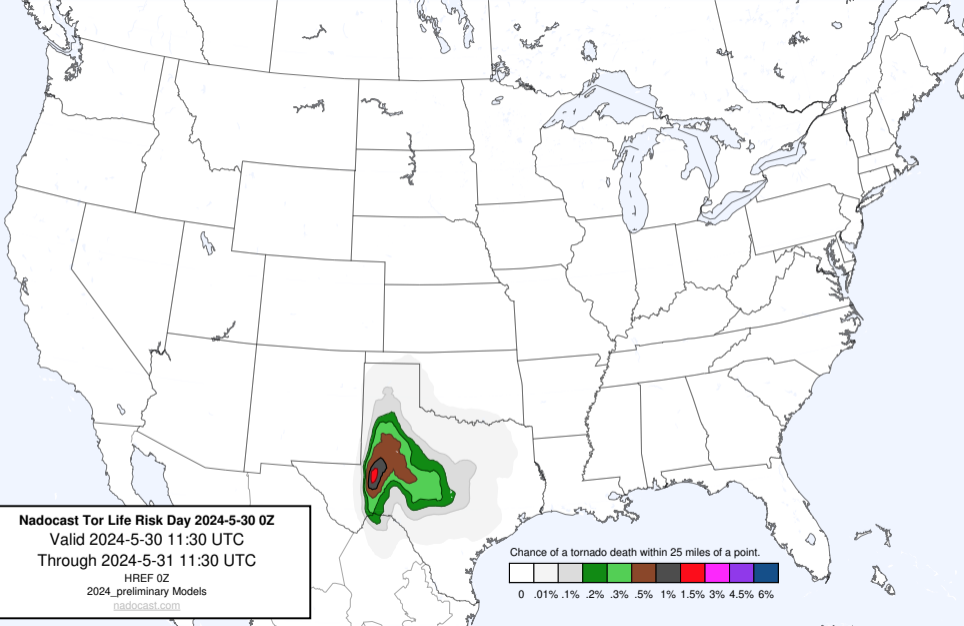 Nadocast Tor Life Risk Day 2024-5-30 0Z
Valid 2024-5-30 11:30 UTC
Through 2024-5-31 11:30 UTC
HREF 0Z
2024_preliminary Models
nadocast.com
Chance of a tornado death within 25 miles of a point.
0 .01% .1% .2% .3% .5% 1% 1.5% 3% 4.5% 6%